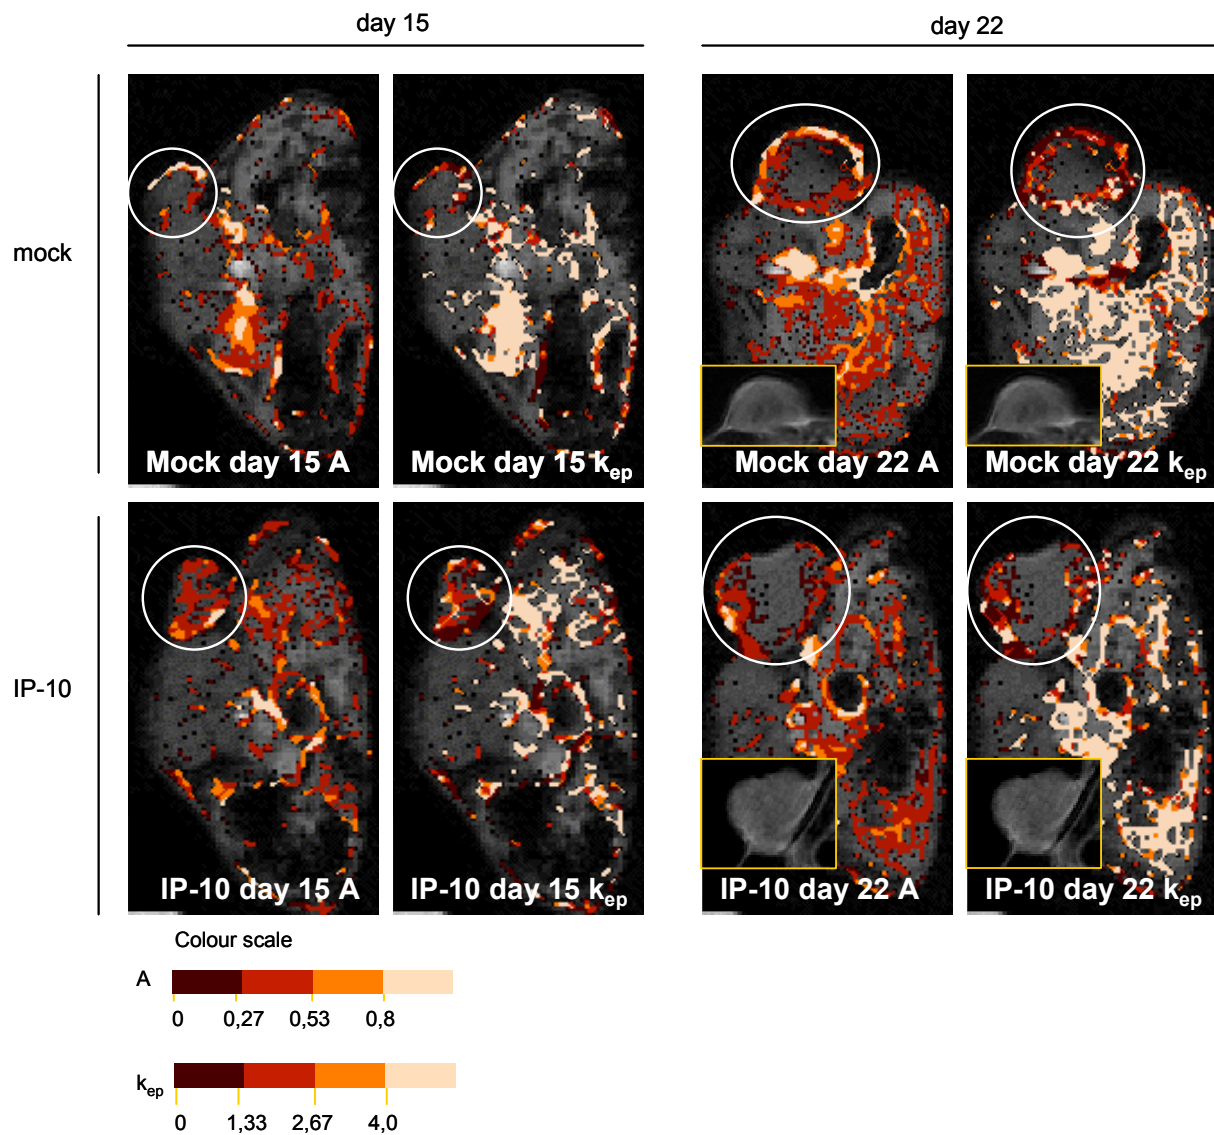 day 15
day 22
mock
Mock day 15 A
Mock day 15 kep
Mock day 22 A
Mock day 22 kep
IP-10
IP-10 day 15 A
IP-10 day 15 kep
IP-10 day 22 A
IP-10 day 22 kep
Colour scale
A
0 0,27 0,53 0,8
kep
0 1,33 2,67 4,0